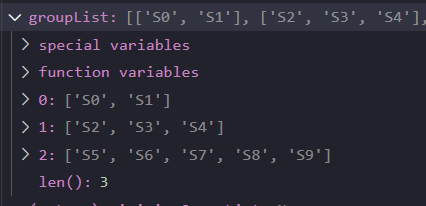 groupList: [['S0', 'S1'], ['S2', 'S3', 'S4'],
special variables
function variables
0: ['S0', 'S1']
1: ['S2', 'S3', 'S4']
2: ['S5', 'S6', 'S7', 'S8', 'S9']
len(): 3